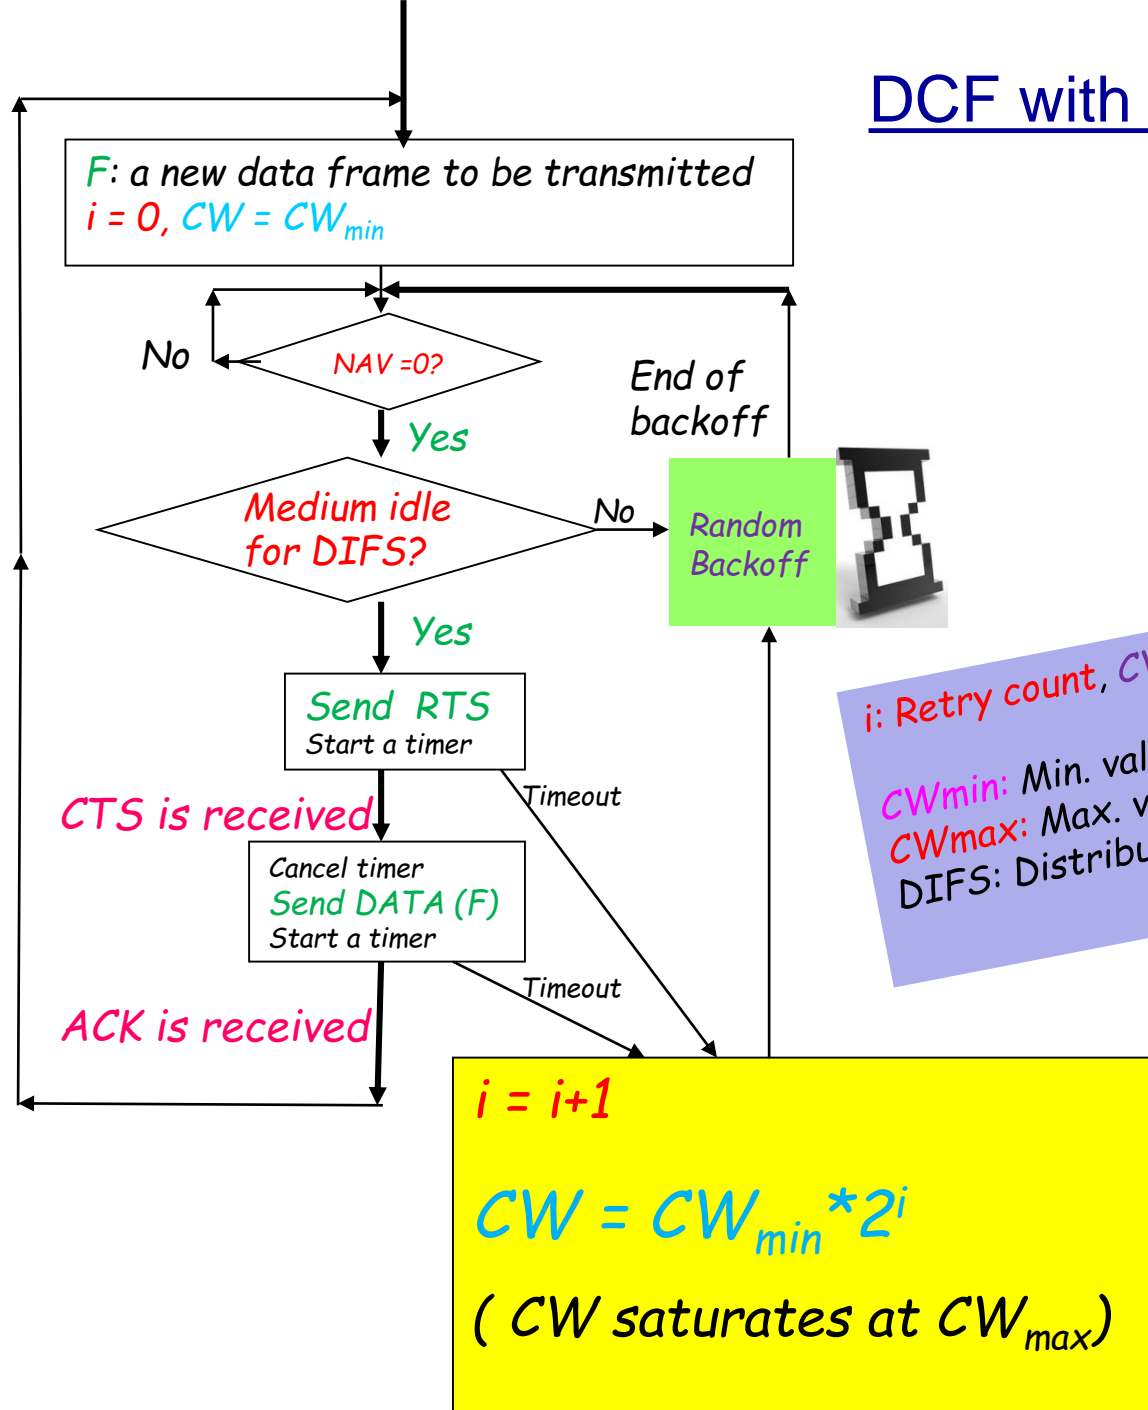 DCF with
F: a new data frame to be transmitted
i = 0, CW = CWmin
No
NAV =0?
End of
backoff
Yes
Medium idle
for DIFS?
No
Random
Backoff
Yes
Send RTS
Start a timer
i: Retry count,
CWmin: Min.
CWmax: Max.
DIFS:
CTS is received
Timeout
Cancel timer
Send DATA (F)
Start a timer
Timeout
ACK is received
i = i+1
CW = CWmin*2^i
( CW saturates at CWmax)